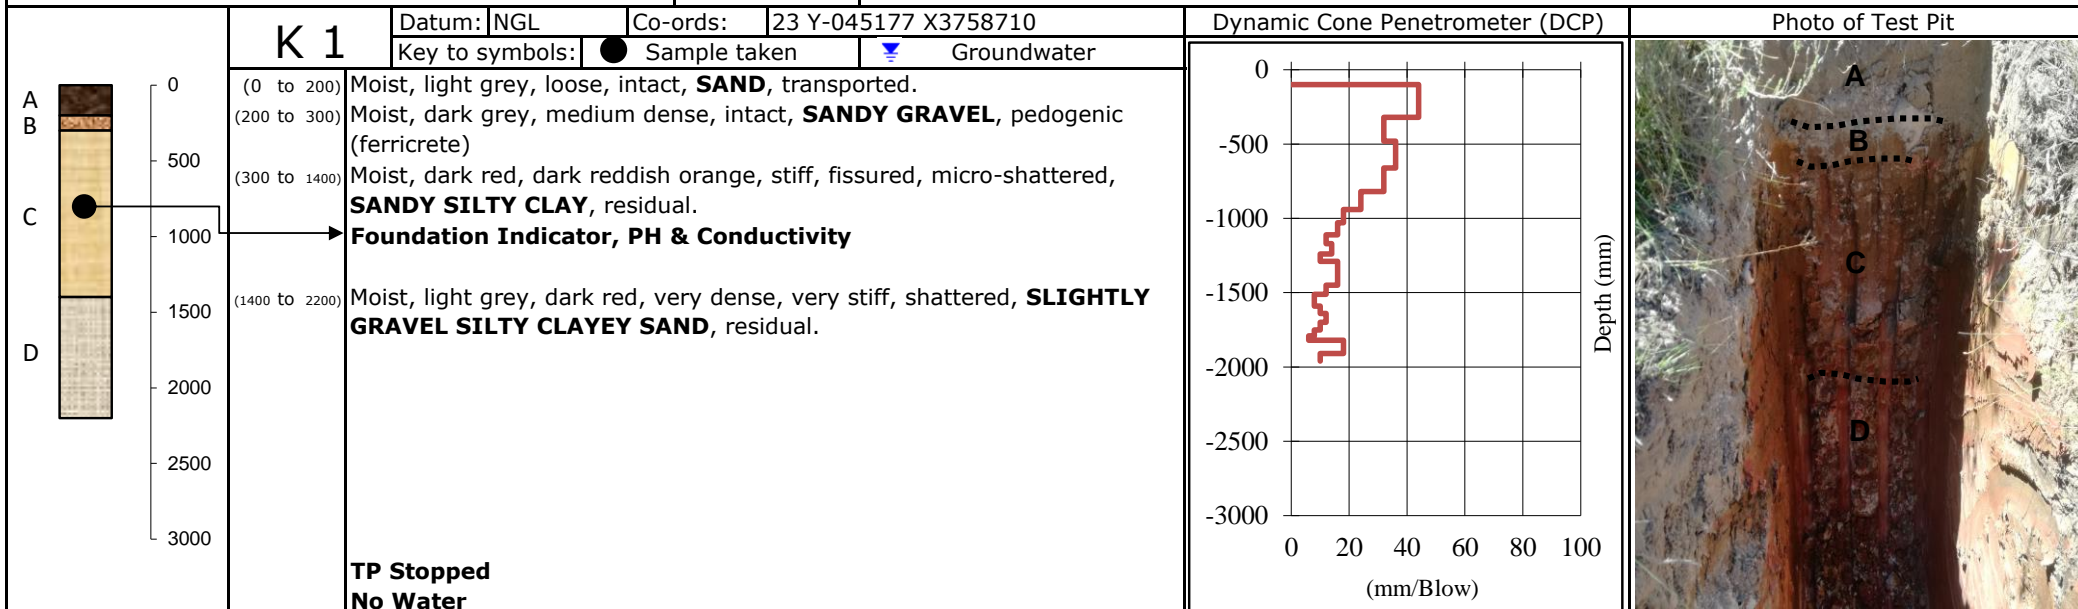 K 1
Datum: NGL Co-ords: 23 Y-045177 X3758710
Key to symbols: Sample taken Groundwater
Dynamic Cone Penetrometer (DCP)
Photo of Test Pit
A
B
C
D
0
500
1000
1500
2000
2500
3000
(0 to 200) Moist, light grey, loose, intact, SAND, transported.
(200 to 300) Moist, dark grey, medium dense, intact, SANDY GRAVEL, pedogenic
(ferricrete)
(300 to 1400) Moist, dark red, dark reddish orange, stiff, fissured, micro-shattered,
SANDY SILTY CLAY, residual.
Foundation Indicator, PH & Conductivity
(1400 to 2200) Moist, light grey, dark red, very dense, very stiff, shattered, SLIGHTLY
GRAVEL SILTY CLAYEY SAND, residual.
TP Stopped
No Water
0
-500
-1000
-1500
-2000
-2500
-3000
0 20 40 60 80 100
(mm/Blow)
Depth (mm)
A
B
C
D